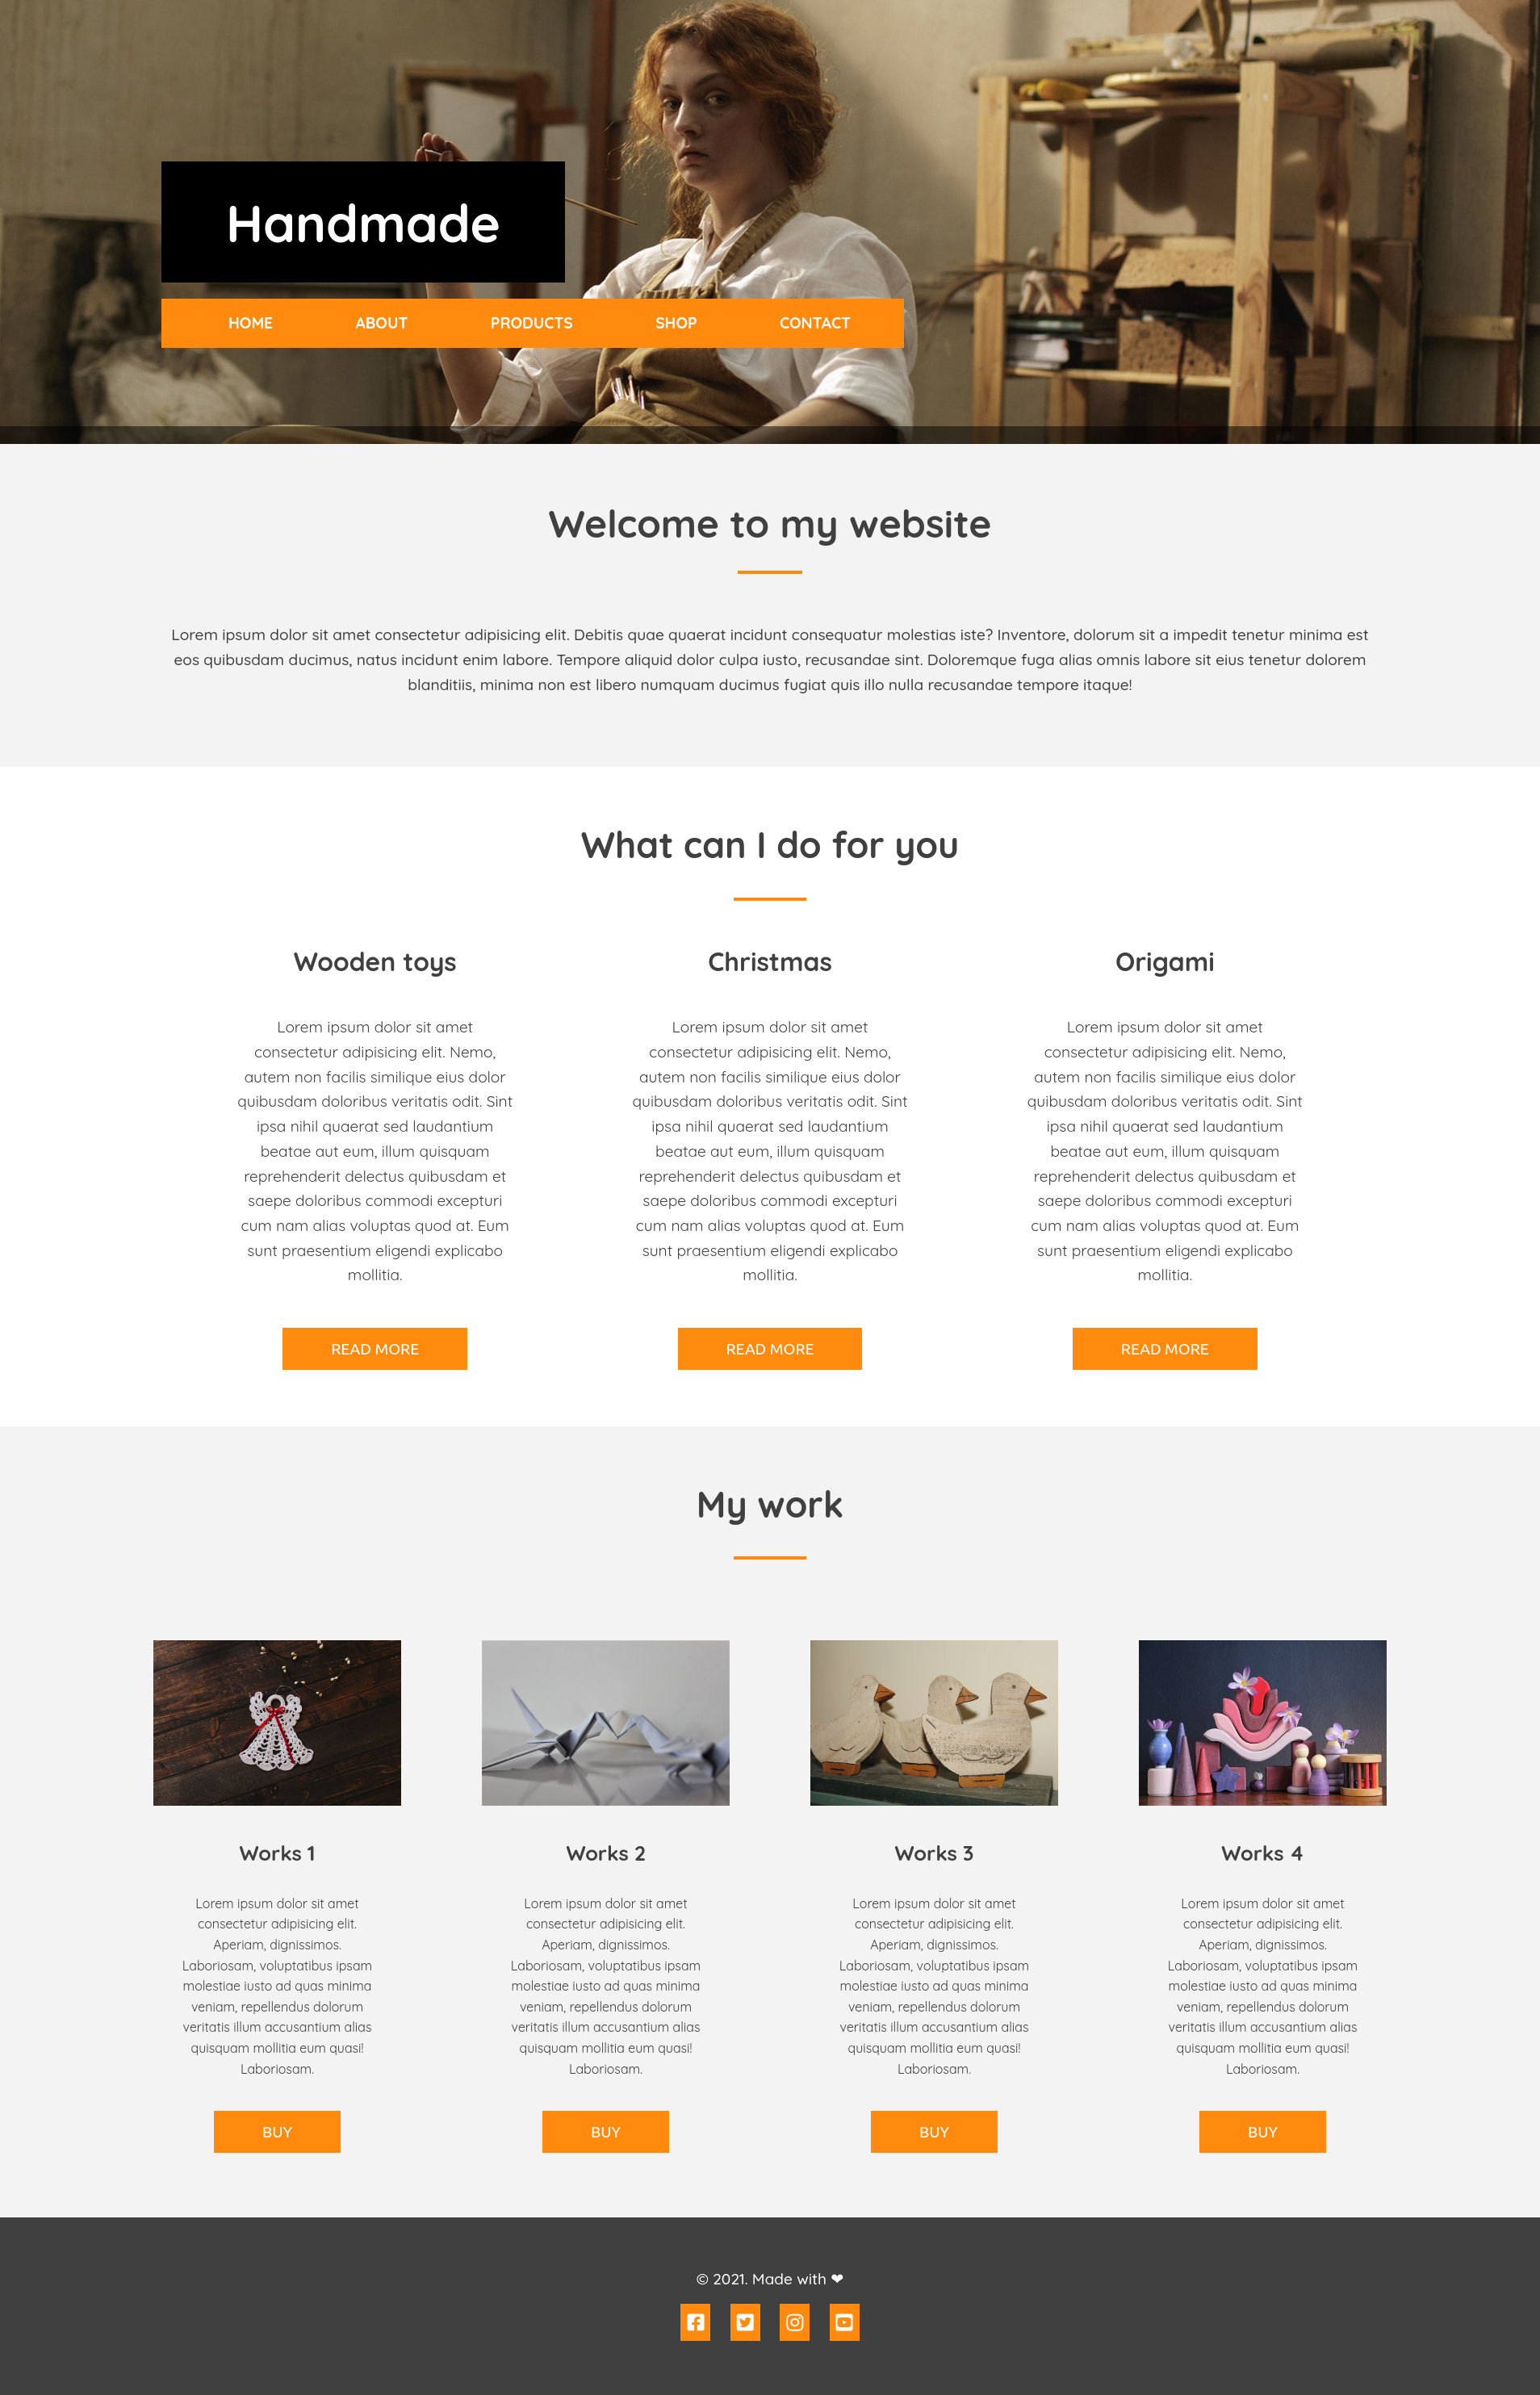 Handmade
HOME ABOUT PRODUCTS SHOP CONTACT
Welcome to my website
Lorem ipsum dolor sit amet consectetur adipisicing elit. Debitis quae quaerat incidunt consequatur molestias iste? Inventore, dolorum sit a impedit tenetur minima est
eos quibusdam ducimus, natus incidunt enim labore. Tempore aliquid dolor culpa iusto, recusandae sint. Doloremque fuga alias omnis labore sit eius tenetur dolorem
blanditiis, minima non est libero numquam ducimus fugiat quis illo nulla recusandae tempore itaque!
What can I do for you
Wooden toys
Lorem ipsum dolor sit amet
consectetur adipisicing elit. Nemo,
autem non facilis similique eius dolor
quibusdam doloribus veritatis odit. Sint
ipsa nihil quaerat sed laudantium
beatae aut eum, illum quisquam
reprehenderit delectus quibusdam et
saepe doloribus commodi excepturi
cum nam alias voluptas quod at. Eum
sunt praesentium eligendi explicabo
mollitia.
READ MORE
Christmas
Lorem ipsum dolor sit amet
consectetur adipisicing elit. Nemo,
autem non facilis similique eius dolor
quibusdam doloribus veritatis odit. Sint
ipsa nihil quaerat sed laudantium
beatae aut eum, illum quisquam
reprehenderit delectus quibusdam et
saepe doloribus commodi excepturi
cum nam alias voluptas quod at. Eum
sunt praesentium eligendi explicabo
mollitia.
READ MORE
Origami
Lorem ipsum dolor sit amet
consectetur adipisicing elit. Nemo,
autem non facilis similique eius dolor
quibusdam doloribus veritatis odit. Sint
ipsa nihil quaerat sed laudantium
beatae aut eum, illum quisquam
reprehenderit delectus quibusdam et
saepe doloribus commodi excepturi
cum nam alias voluptas quod at. Eum
sunt praesentium eligendi explicabo
mollitia.
READ MORE
My work
Works 1
Lorem ipsum dolor sit amet
consectetur adipisicing elit.
Aperiam, dignissimos.
Laboriosam, voluptatibus ipsam
molestiae iusto ad quas minima
veniam, repellendus dolorum
veritatis illum accusantium alias
quisquam mollitia eum quasi!
Laboriosam.
BUY
Works 2
Lorem ipsum dolor sit amet
consectetur adipisicing elit.
Aperiam, dignissimos.
Laboriosam, voluptatibus ipsam
molestiae iusto ad quas minima
veniam, repellendus dolorum
veritatis illum accusantium alias
quisquam mollitia eum quasi!
Laboriosam.
BUY
Works 3
Lorem ipsum dolor sit amet
consectetur adipisicing elit.
Aperiam, dignissimos.
Laboriosam, voluptatibus ipsam
molestiae iusto ad quas minima
veniam, repellendus dolorum
veritatis illum accusantium alias
quisquam mollitia eum quasi!
Laboriosam.
BUY
Works 4
Lorem ipsum dolor sit amet
consectetur adipisicing elit.
Aperiam, dignissimos.
Laboriosam, voluptatibus ipsam
molestiae iusto ad quas minima
veniam, repellendus dolorum
veritatis illum accusantium alias
quisquam mollitia eum quasi!
Laboriosam.
BUY
© 2021. Made with ❤